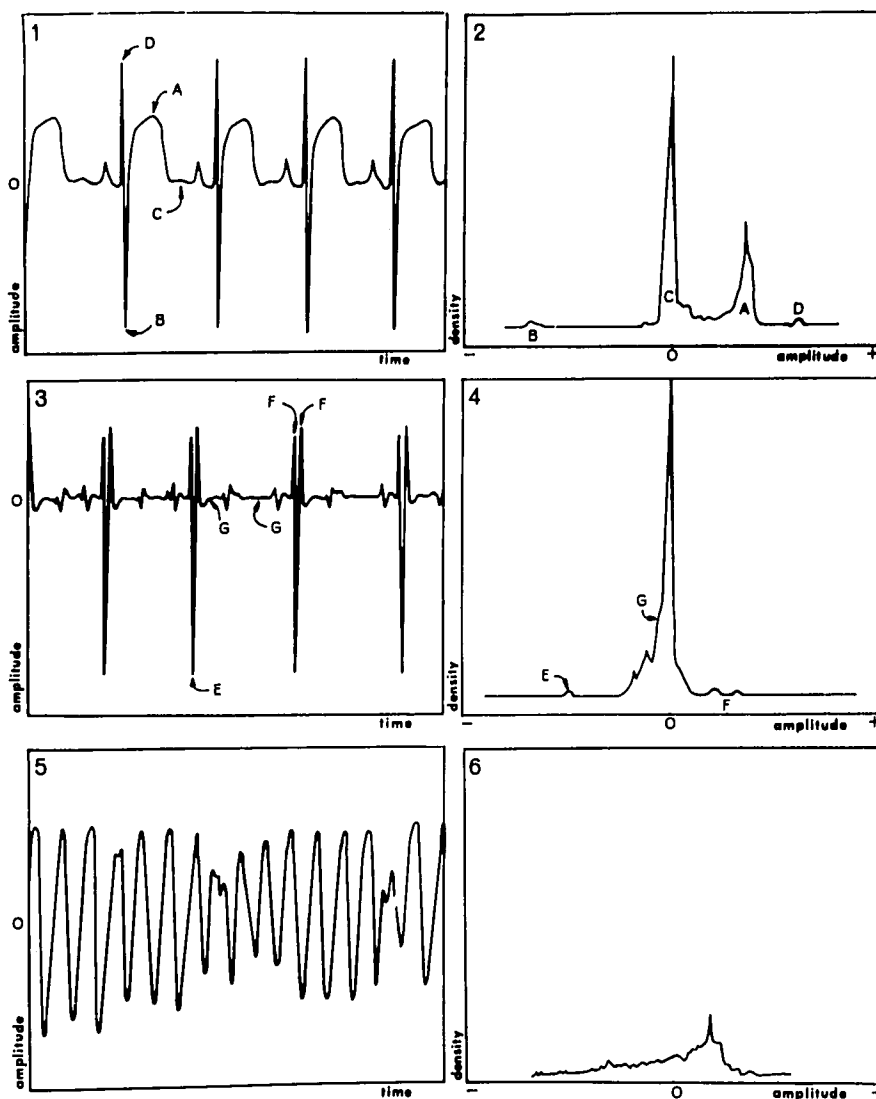 1
D
A
O
C
B
amplitude
time
2
C
A
D
B
density
-
O
amplitude
+
3
F F
O
G G
E
amplitude
time
4
G
E
F
density
-
O
amplitude
+
5
O
amplitude
time
6
density
-
O
amplitude
+